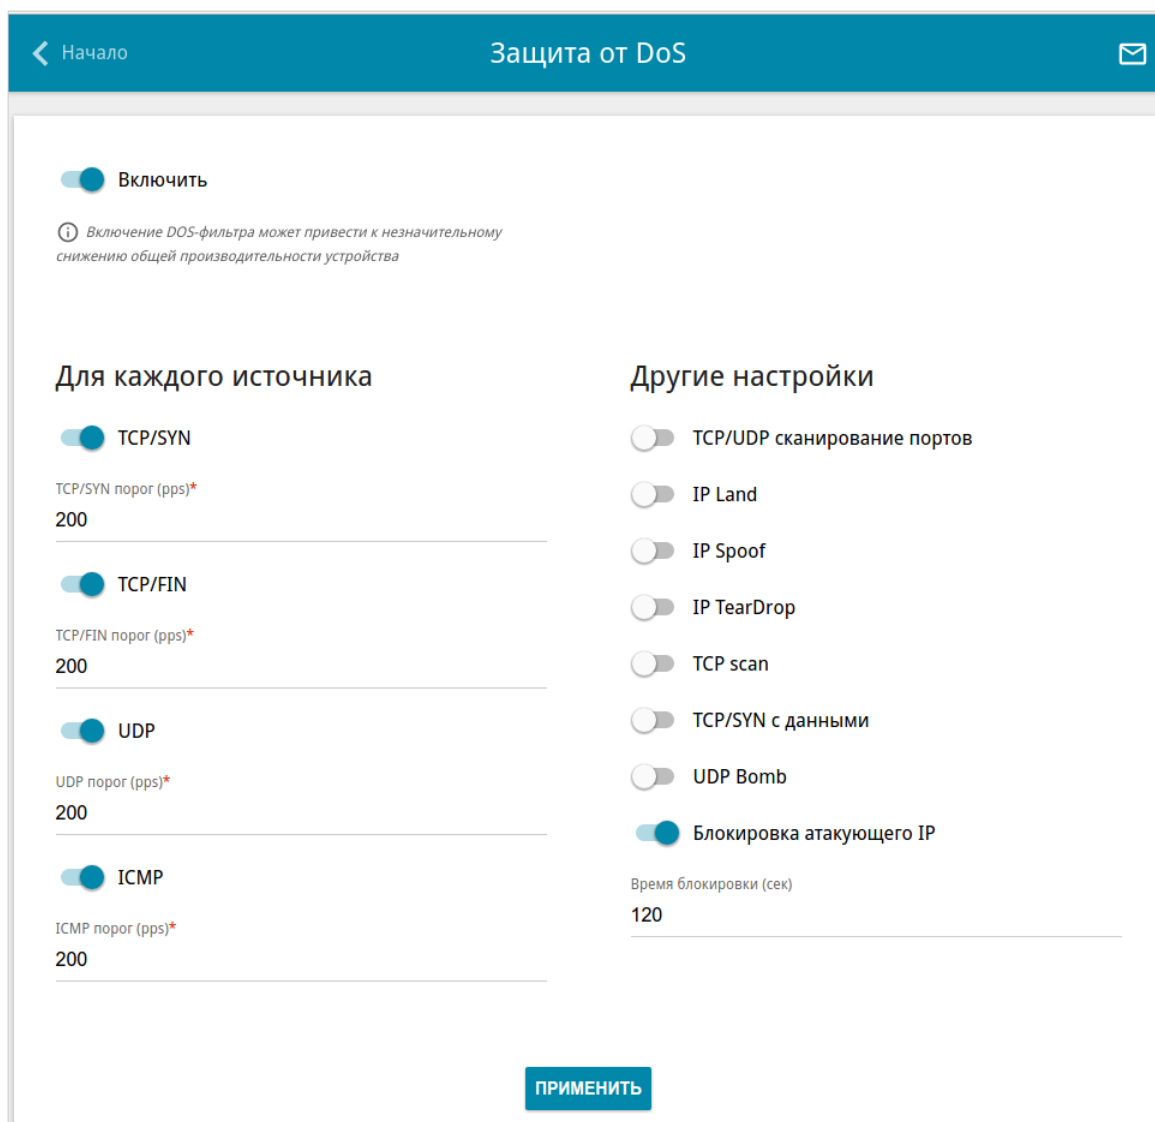 Начало
Защита от DoS
Включить
Включение DOS-фильтра может привести к незначительному
снижению общей производительности устройства
Для каждого источника
TCP/SYN
TCP/SYN порог (pps)*
200
TCP/FIN
TCP/FIN порог (pps)*
200
UDP
UDP порог (pps)*
200
ICMP
ICMP порог (pps)*
200
Другие настройки
TCP/UDP сканирование портов
IP Land
IP Spoof
IP TearDrop
TCP scan
TCP/SYN с данными
UDP Bomb
Блокировка атакующего IP
Время блокировки (сек)
120
ПРИМЕНИТЬ